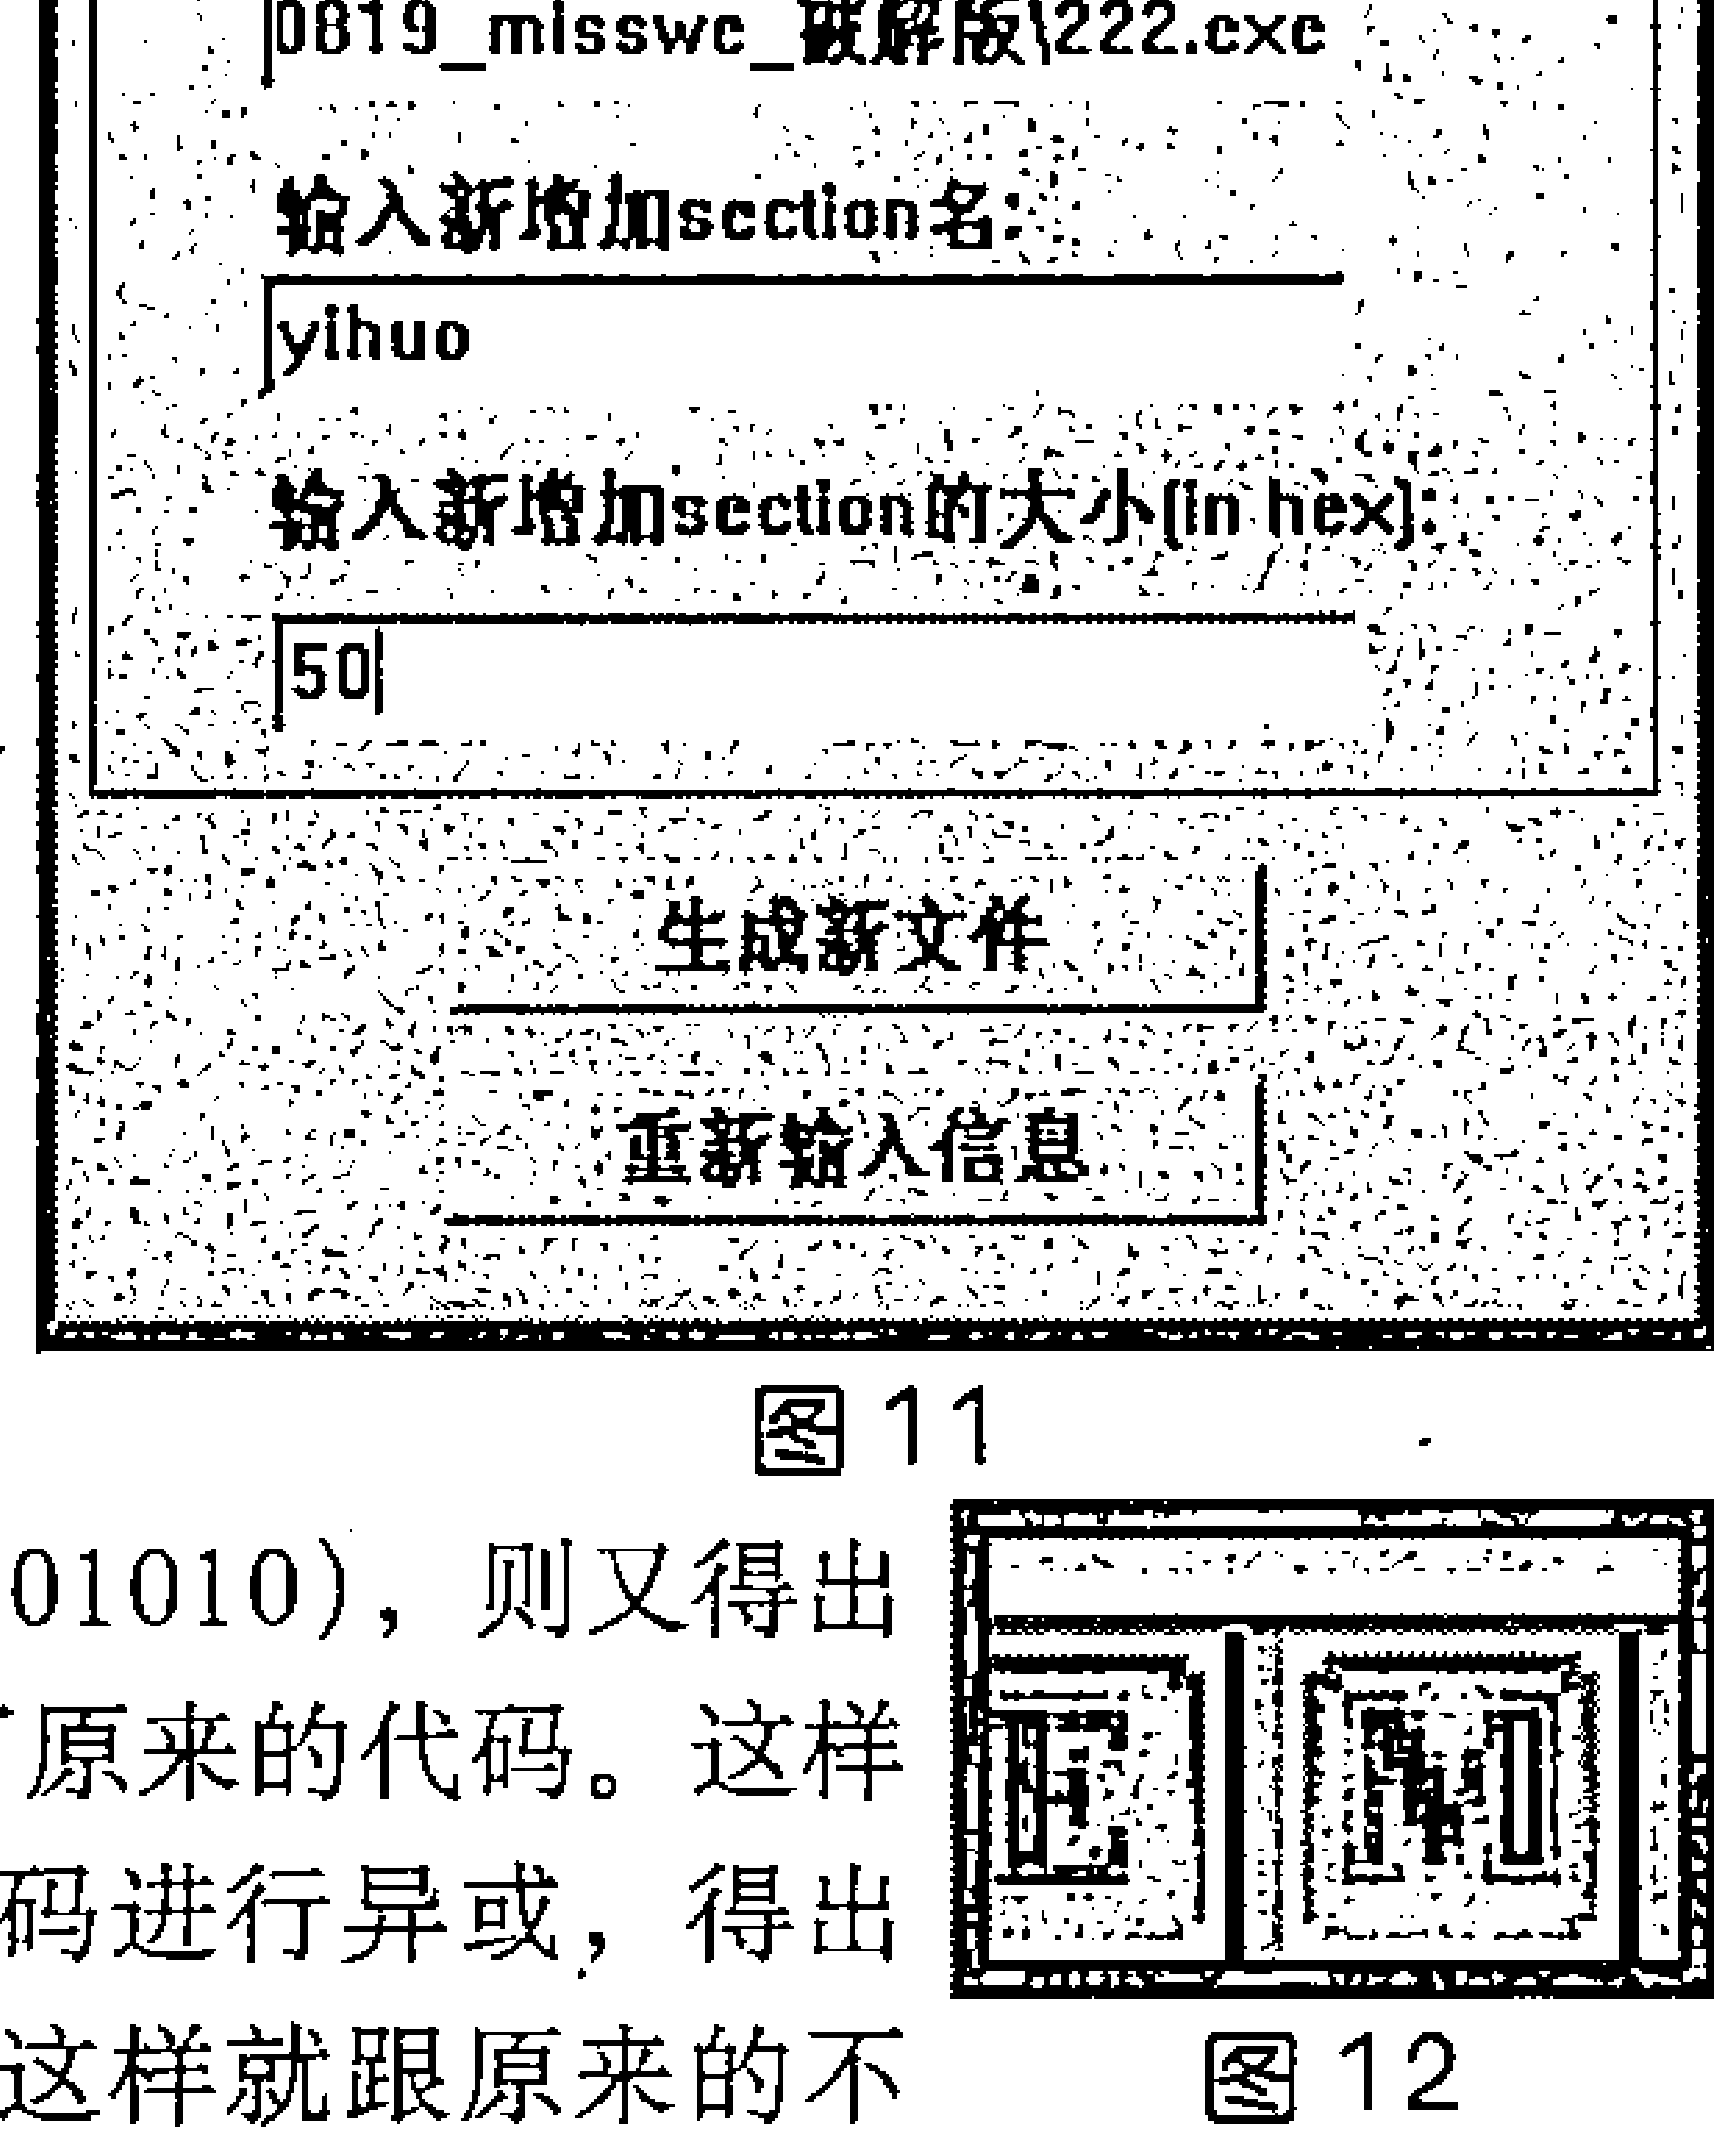 0819_misswe_破解版\222.exe
输入新增加section名:
yihuo
输入新增加section的大小(in hex):
50
生成新文件
重新输入信息
图 11
01010)，则又得出
原来的代码。这样
码进行异或，得出
这样就跟原来的不
图 12